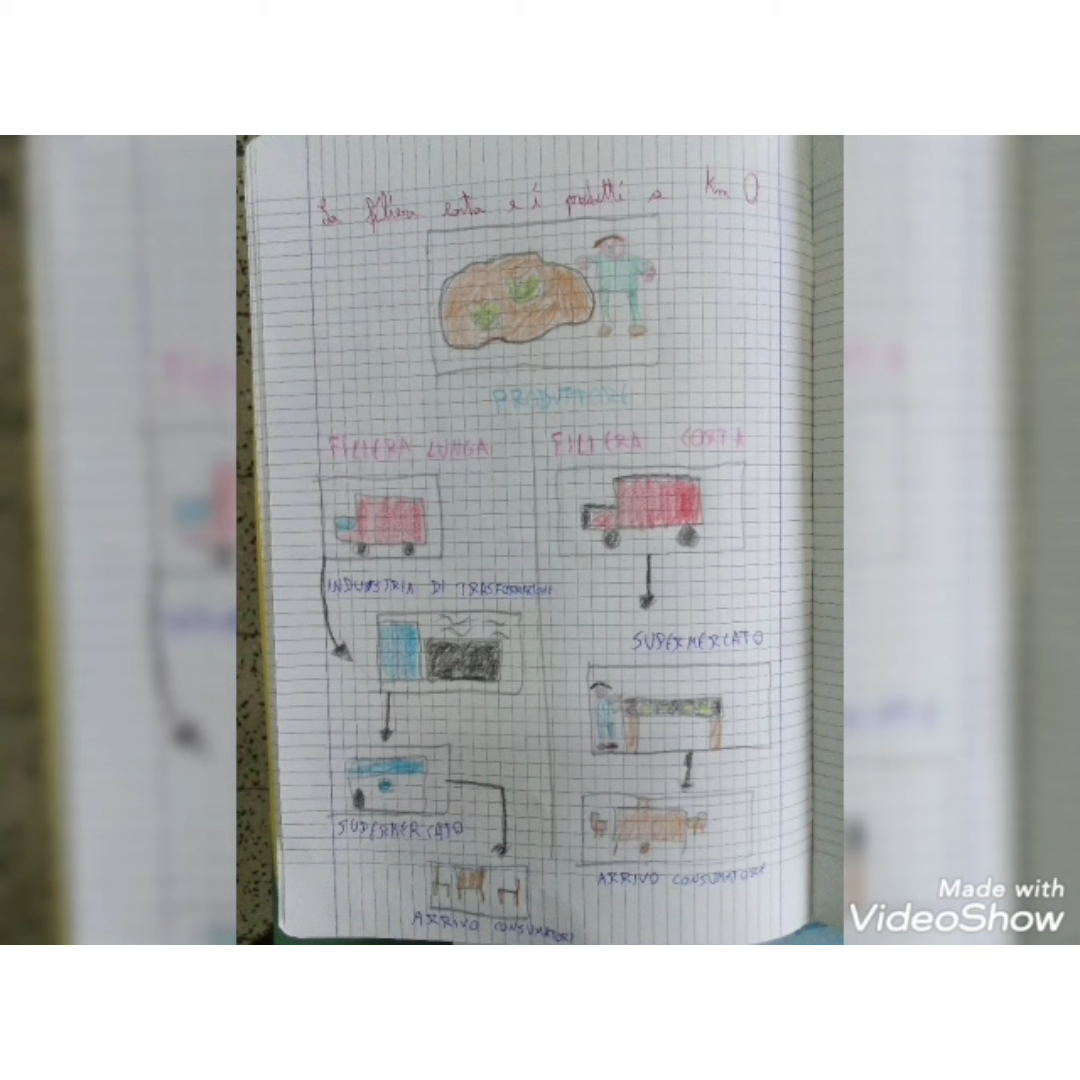 La filiera corta e i prodotti a Km 0
PRODUTTORE
FILIERA LUNGA
FILIERA CORTA
INDUSTRIA DI TRASFORMAZIONE
SUPERMERCATO
SUPERMERCATO
ARRIVO CONSUMATORE
ARRIVO CONSUMATORI
Made with
VideoShow